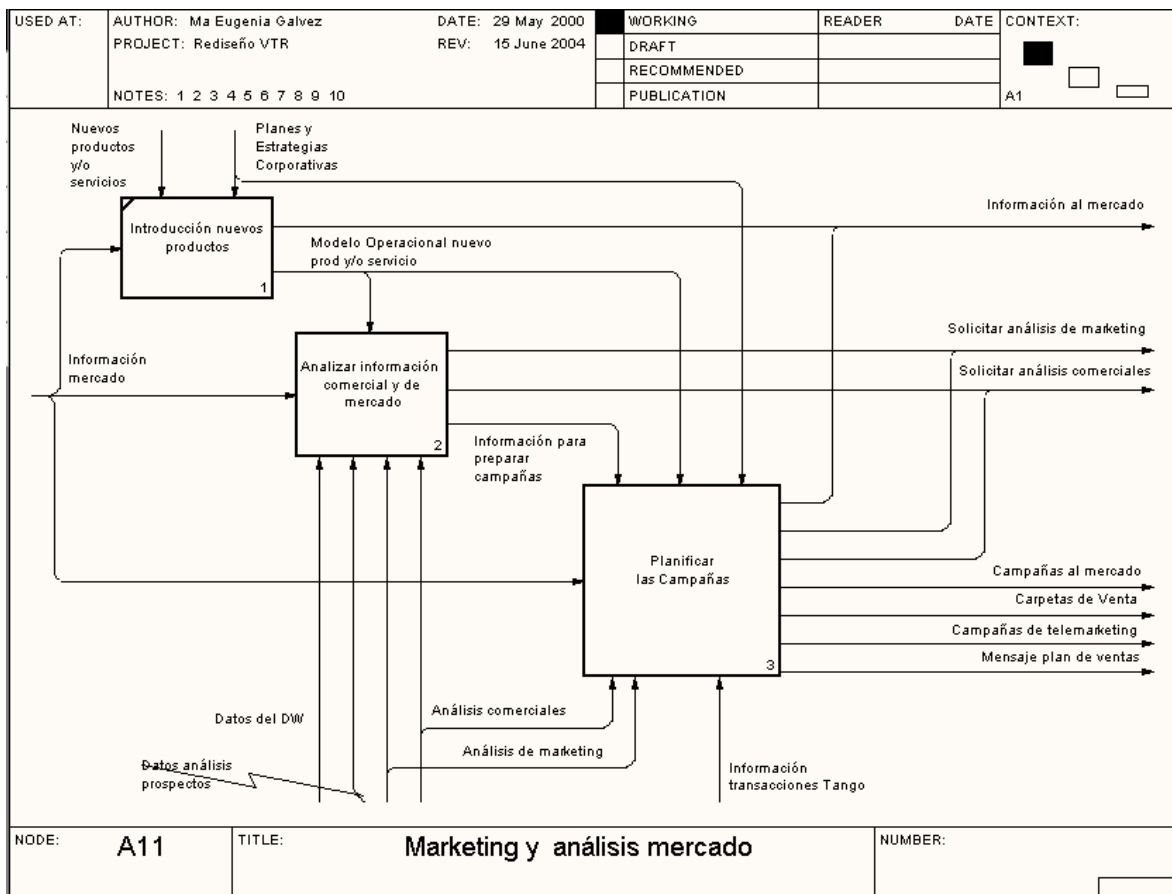 USED AT:
AUTHOR: Ma Eugenia Galvez
DATE: 29 May 2000
PROJECT: Rediseño VTR
REV: 15 June 2004
NOTES: 1 2 3 4 5 6 7 8 9 10
WORKING
DRAFT
RECOMMENDED
PUBLICATION
READER
DATE
CONTEXT:
A1
Nuevos
productos
y/o
servicios
Planes y
Estrategias
Corporativas
Información al mercado
Introducción nuevos
productos
1
Modelo Operacional nuevo
prod y/o servicio
Solicitar análisis de marketing
Información
mercado
Analizar información
comercial y de
mercado
2
Solicitar análisis comerciales
Información para
preparar
campañas
Planificar
las Campañas
3
Campañas al mercado
Carpetas de Venta
Campañas de telemarketing
Mensaje plan de ventas
Datos del DW
Análisis comerciales
Análisis de marketing
Datos análisis
prospectos
Información
transacciones Tango
NODE:
A11
TITLE:
Marketing y análisis mercado
NUMBER: